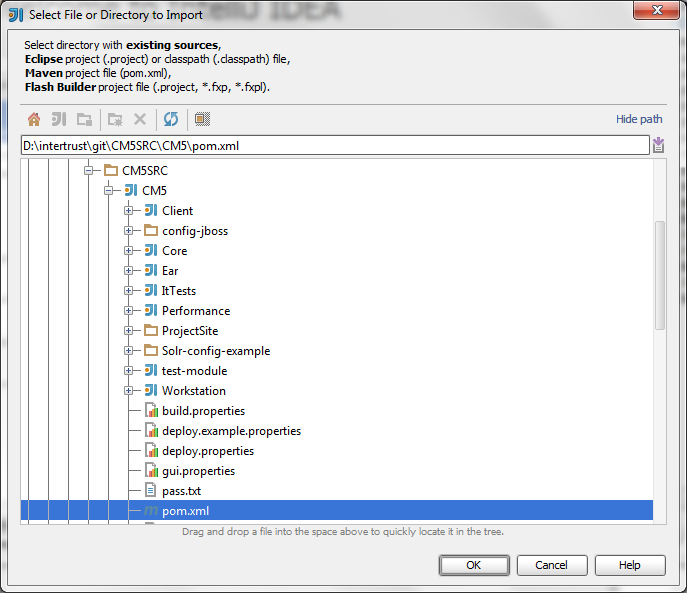 Select File or Directory to Import
Select directory with existing sources,
Eclipse project (.project) or classpath (.classpath) file,
Maven project file (pom.xml),
Flash Builder project file (.project, *.fxp, *.fxpl).
Hide path
D:\intertrust\git\CM5SRC\CM5\pom.xml
CM5SRC
CM5
Client
config-jboss
Core
Ear
ItTests
Performance
ProjectSite
Solr-config-example
test-module
Workstation
build.properties
deploy.example.properties
deploy.properties
gui.properties
pass.txt
pom.xml
Drag and drop a file into the space above to quickly locate it in the tree.
OK Cancel Help